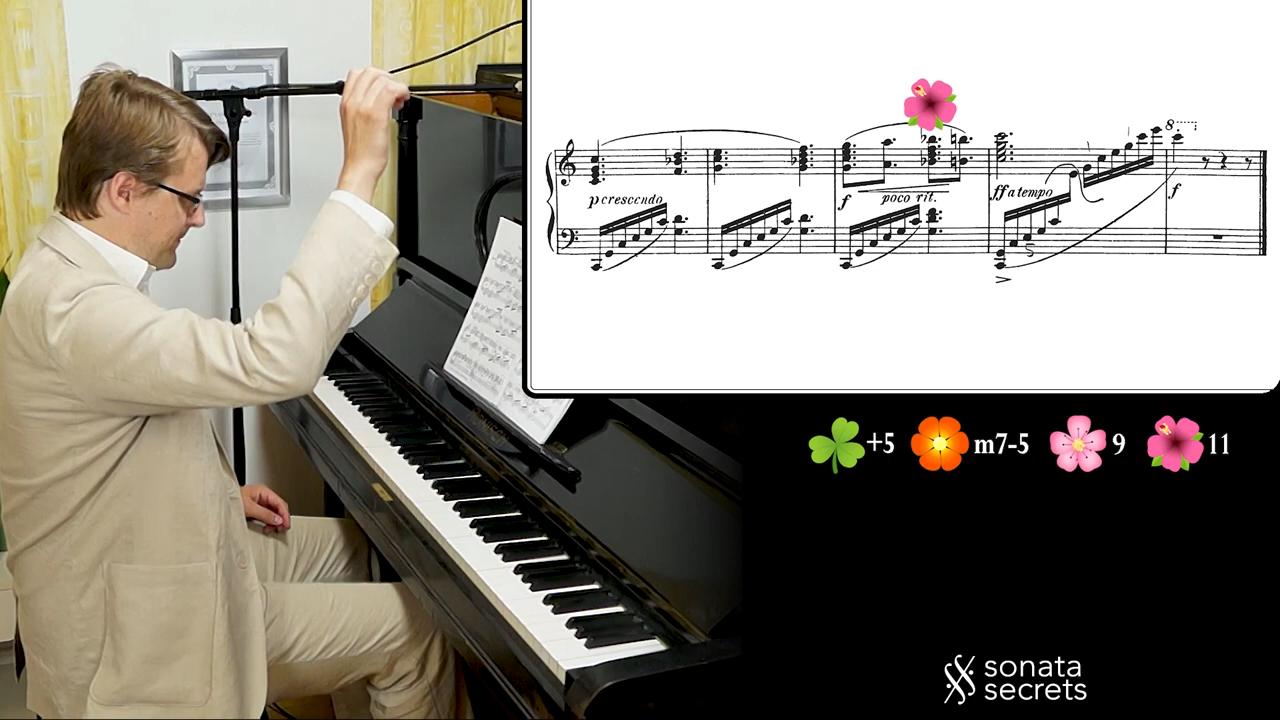 8
p crescendo
f
poco rit.
ff a tempo
f
5
+5 m7-5 9 11
sonata
secrets